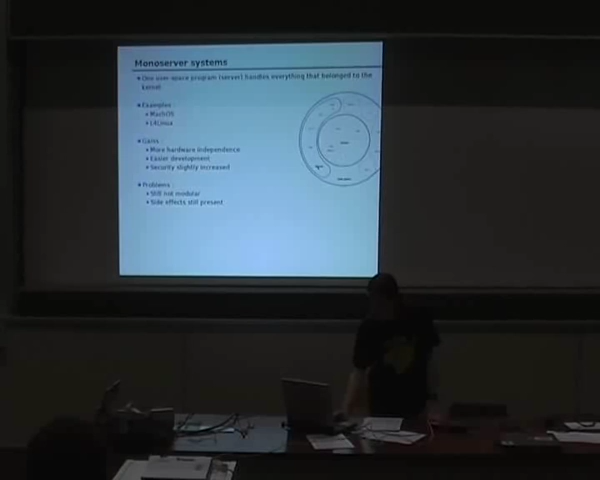 Monoserver systems
One user-space program (server) handles everything that belonged to the
kernel
Examples :
MachOS
L4Linux
Gains :
More hardware independence
Easier development
Security slightly increased
Problems :
Still not modular
Side effects still present